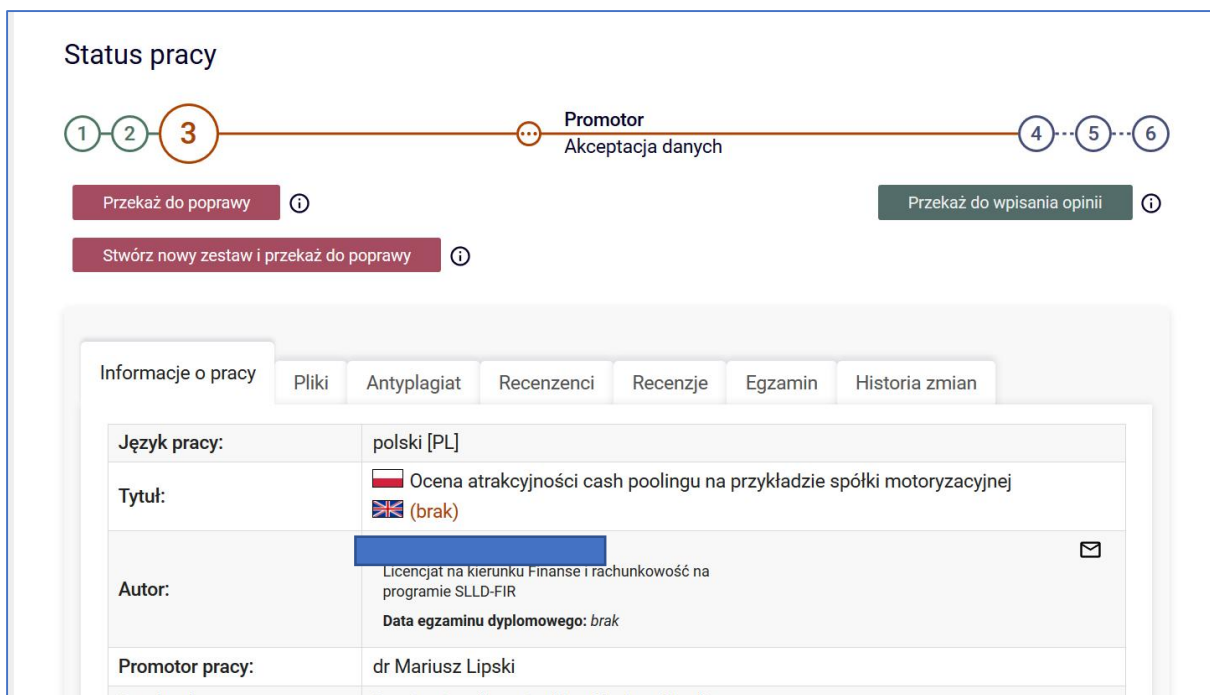 Status pracy
1 2 3 Promotor 4 5 6
Akceptacja danych
Przekaż do poprawy Przekaż do wpisania opinii
Stwórz nowy zestaw i przekaż do poprawy
Informacje o pracy Pliki Antyplagiat Recenzenci Recenzje Egzamin Historia zmian
Język pracy: polski [PL]
Tytuł: Ocena atrakcyjności cash poolingu na przykładzie spółki motoryzacyjnej
(brak)
Autor: Licencjat na kierunku Finanse i rachunkowość na
programie SLLD-FIR
Data egzaminu dyplomowego: brak
Promotor pracy: dr Mariusz Lipski